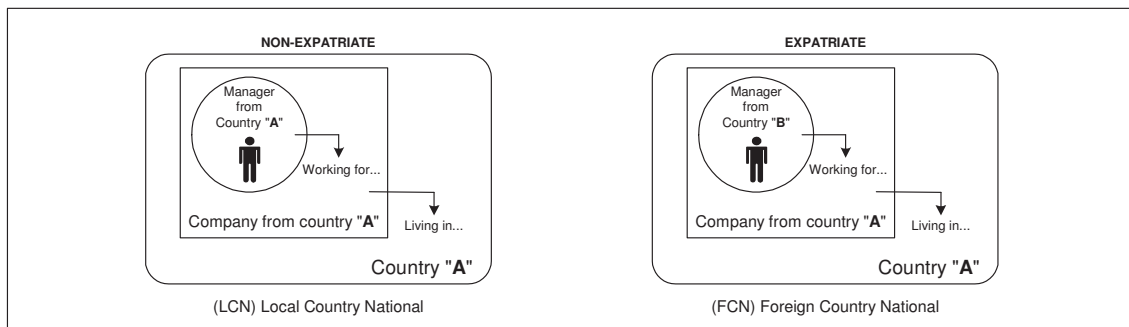 NON-EXPATRIATE
Manager
from
Country "A"
Working for...
Company from country "A"
Living in...
Country "A"
(LCN) Local Country National
EXPATRIATE
Manager
from
Country "B"
Working for...
Company from country "A"
Living in...
Country "A"
(FCN) Foreign Country National